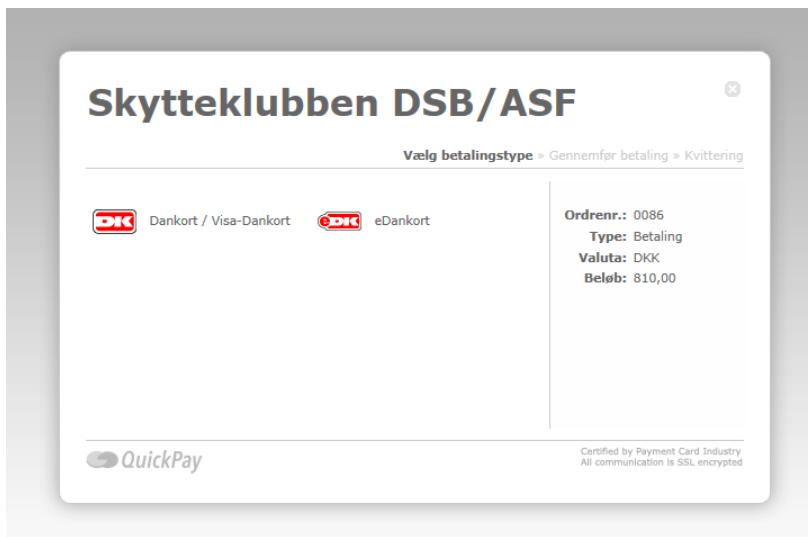 Skytteklubben DSB/ASF
Vælg betalingstype » Gennemfør betaling » Kvittering
DK Dankort / Visa-Dankort eDK eDankort
Ordrenr.: 0086
Type: Betaling
Valuta: DKK
Beløb: 810,00
QuickPay
Certified by Payment Card Industry
All communication is SSL encrypted